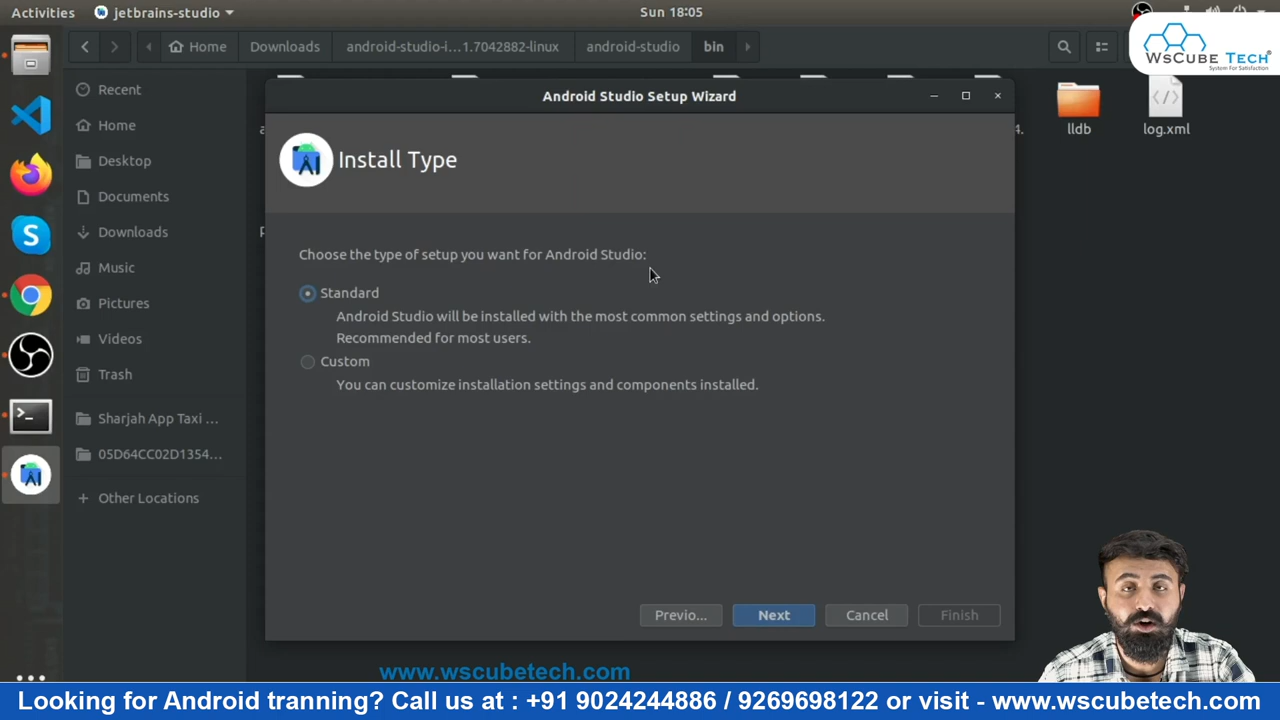 Activities
jetbrains-studio
Sun 18:05
Home
Downloads
android-studio-i...1.7042882-linux
android-studio
bin
WsCube Tech
System For Satisfaction
Recent
Home
Desktop
Documents
Downloads
Music
Pictures
Videos
Trash
Sharjah App Taxi ...
05D64CC02D1354...
Other Locations
Android Studio Setup Wizard
Install Type
Choose the type of setup you want for Android Studio:
Standard
Android Studio will be installed with the most common settings and options.
Recommended for most users.
Custom
You can customize installation settings and components installed.
Previo...
Next
Cancel
Finish
lldb
log.xml
www.wscubetech.com
Looking for Android tranning? Call us at : +91 9024244886 / 9269698122 or visit - www.wscubetech.com